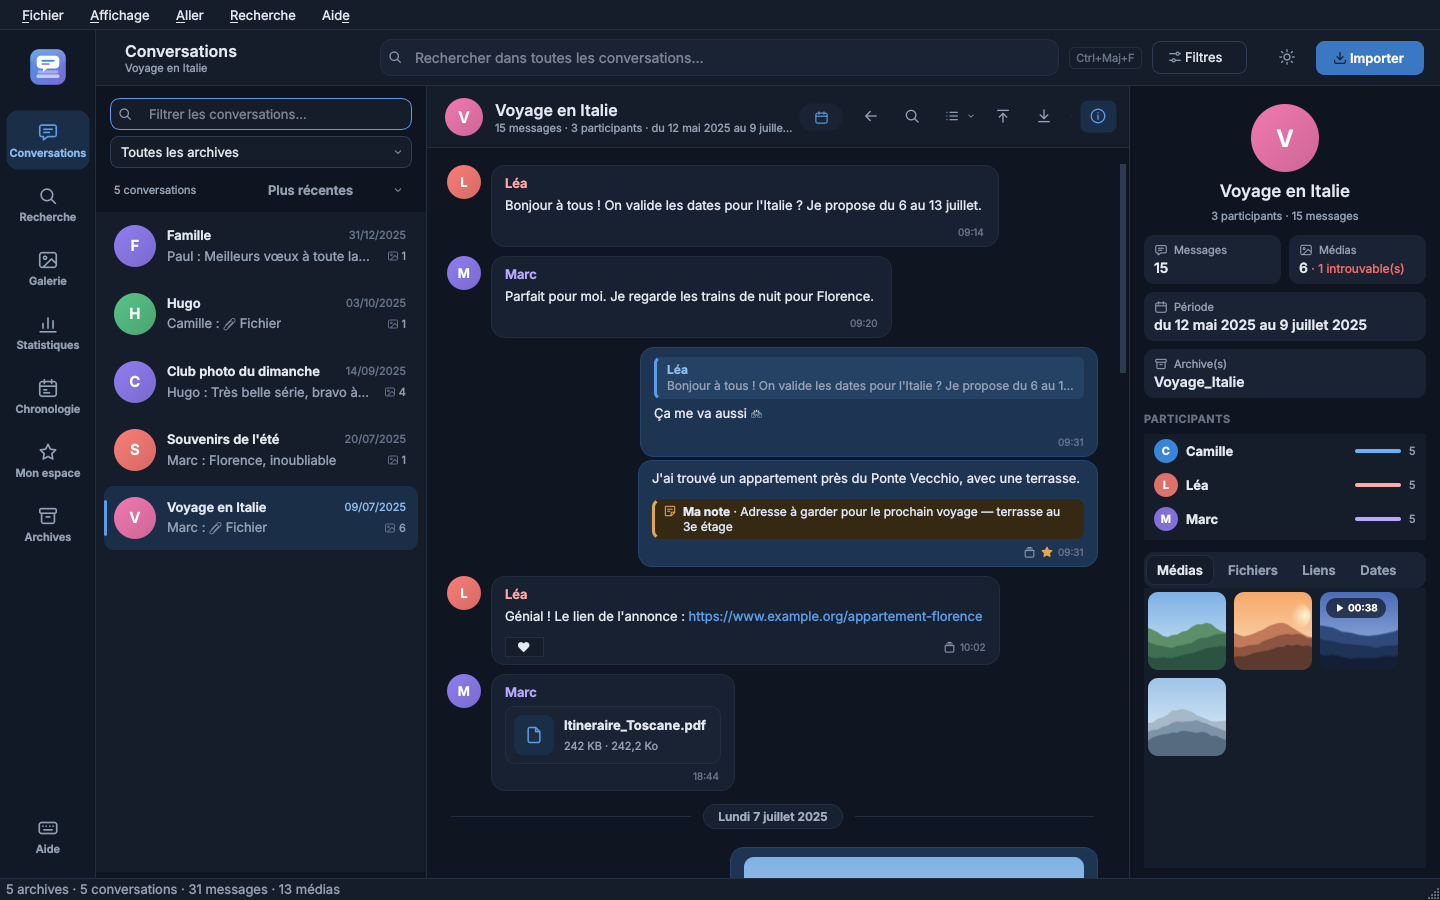 Fichier Affichage Aller Recherche Aide
Conversations
Voyage en Italie
Rechercher dans toutes les conversations...
Ctrl+Maj+F
Filtres
Importer
Conversations
Recherche
Galerie
Statistiques
Chronologie
Mon espace
Archives
Aide
Filtrer les conversations...
Toutes les archives
5 conversations
Plus récentes
F
Famille
31/12/2025
Paul : Meilleurs vœux à toute la...
1
H
Hugo
03/10/2025
Camille : Fichier
1
C
Club photo du dimanche
14/09/2025
Hugo : Très belle série, bravo à...
4
S
Souvenirs de l'été
20/07/2025
Marc : Florence, inoubliable
1
V
Voyage en Italie
09/07/2025
Marc : Fichier
6
V
Voyage en Italie
15 messages · 3 participants · du 12 mai 2025 au 9 juille...
L
Léa
Bonjour à tous ! On valide les dates pour l'Italie ? Je propose du 6 au 13 juillet.
09:14
M
Marc
Parfait pour moi. Je regarde les trains de nuit pour Florence.
09:20
Léa
Bonjour à tous ! On valide les dates pour l'Italie ? Je propose du 6 au 1...
Ça me va aussi
09:31
J'ai trouvé un appartement près du Ponte Vecchio, avec une terrasse.
Ma note · Adresse à garder pour le prochain voyage — terrasse au
3e étage
09:31
L
Léa
Génial ! Le lien de l'annonce : https://www.example.org/appartement-florence
10:02
M
Marc
Itineraire_Toscane.pdf
242 KB · 242,2 Ko
18:44
Lundi 7 juillet 2025
V
Voyage en Italie
3 participants · 15 messages
Messages
15
Médias
6 · 1 introuvable(s)
Période
du 12 mai 2025 au 9 juillet 2025
Archive(s)
Voyage_Italie
PARTICIPANTS
C Camille 5
L Léa 5
M Marc 5
Médias Fichiers Liens Dates
00:38
5 archives · 5 conversations · 31 messages · 13 médias